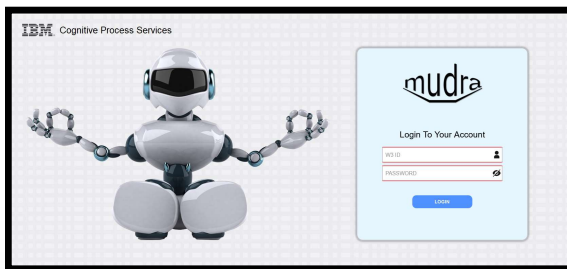 IBM Cognitive Process Services
mudra
Login To Your Account
W3 ID
PASSWORD
LOGIN